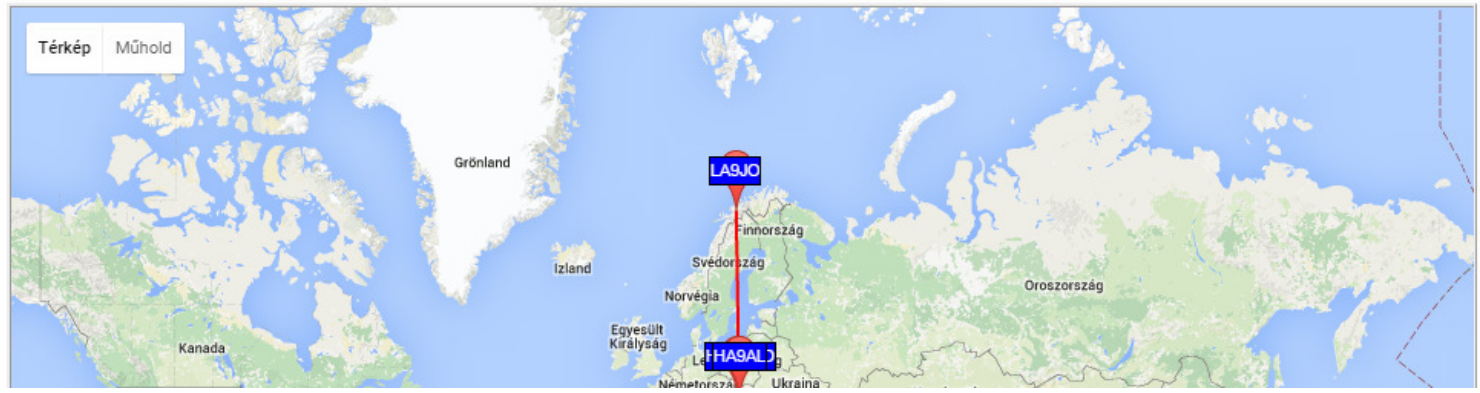 Térkép Műhold
Grönland
LA9JO
Finnország
Izland
Svédország
Oroszország
Norvégia
Egyesült
Királyság
Kanada
HA9AL
Ukrajna